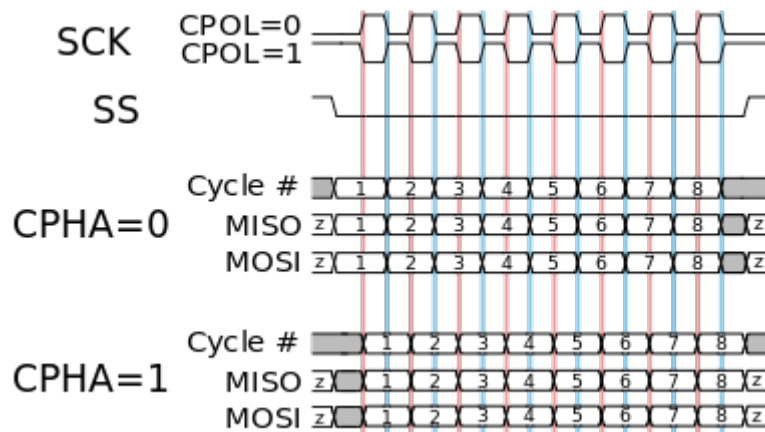 SCK CPOL=0
CPOL=1
SS
Cycle # 1 2 3 4 5 6 7 8
CPHA=0 MISO z 1 2 3 4 5 6 7 8 z
MOSI z 1 2 3 4 5 6 7 8 z
Cycle # 1 2 3 4 5 6 7 8
CPHA=1 MISO z 1 2 3 4 5 6 7 8 z
MOSI z 1 2 3 4 5 6 7 8 z